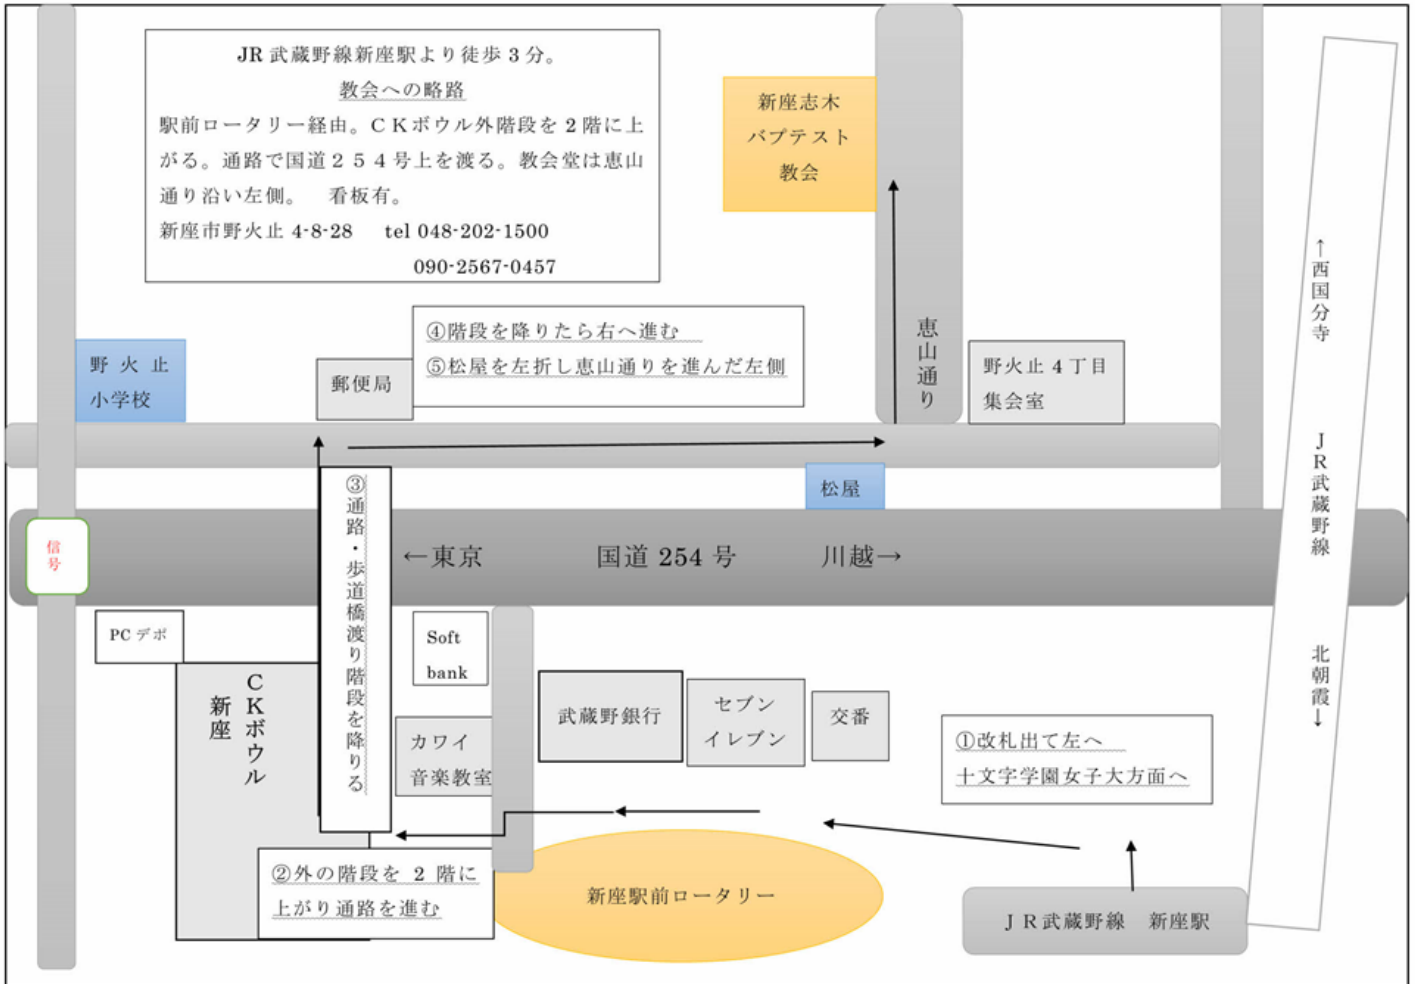 JR 武蔵野線新座駅より徒歩 3 分。
教会への略路
駅前ロータリー経由。ＣＫボウル外階段を 2 階に上
がる。通路で国道２５４号上を渡る。教会堂は恵山
通り沿い左側。　看板有。
新座市野火止 4-8-28　tel 048-202-1500
090-2567-0457
新座志木
バプテスト
教会
④階段を降りたら右へ進む
⑤松屋を左折し恵山通りを進んだ左側
野 火 止
小学校
郵便局
恵山通り
野火止 4 丁目
集会室
←西国分寺
ＪＲ武蔵野線
北朝霞→
松屋
信号
③通路・歩道橋渡り階段を降りる
←東京
国道 254 号
川越→
PC デポ
Soft
bank
ＣＫボウル
新座
カワイ
音楽教室
武蔵野銀行
セブン
イレブン
交番
①改札出て左へ
十文字学園女子大方面へ
②外の階段を 2 階に
上がり通路を進む
新座駅前ロータリー
ＪＲ武蔵野線　新座駅